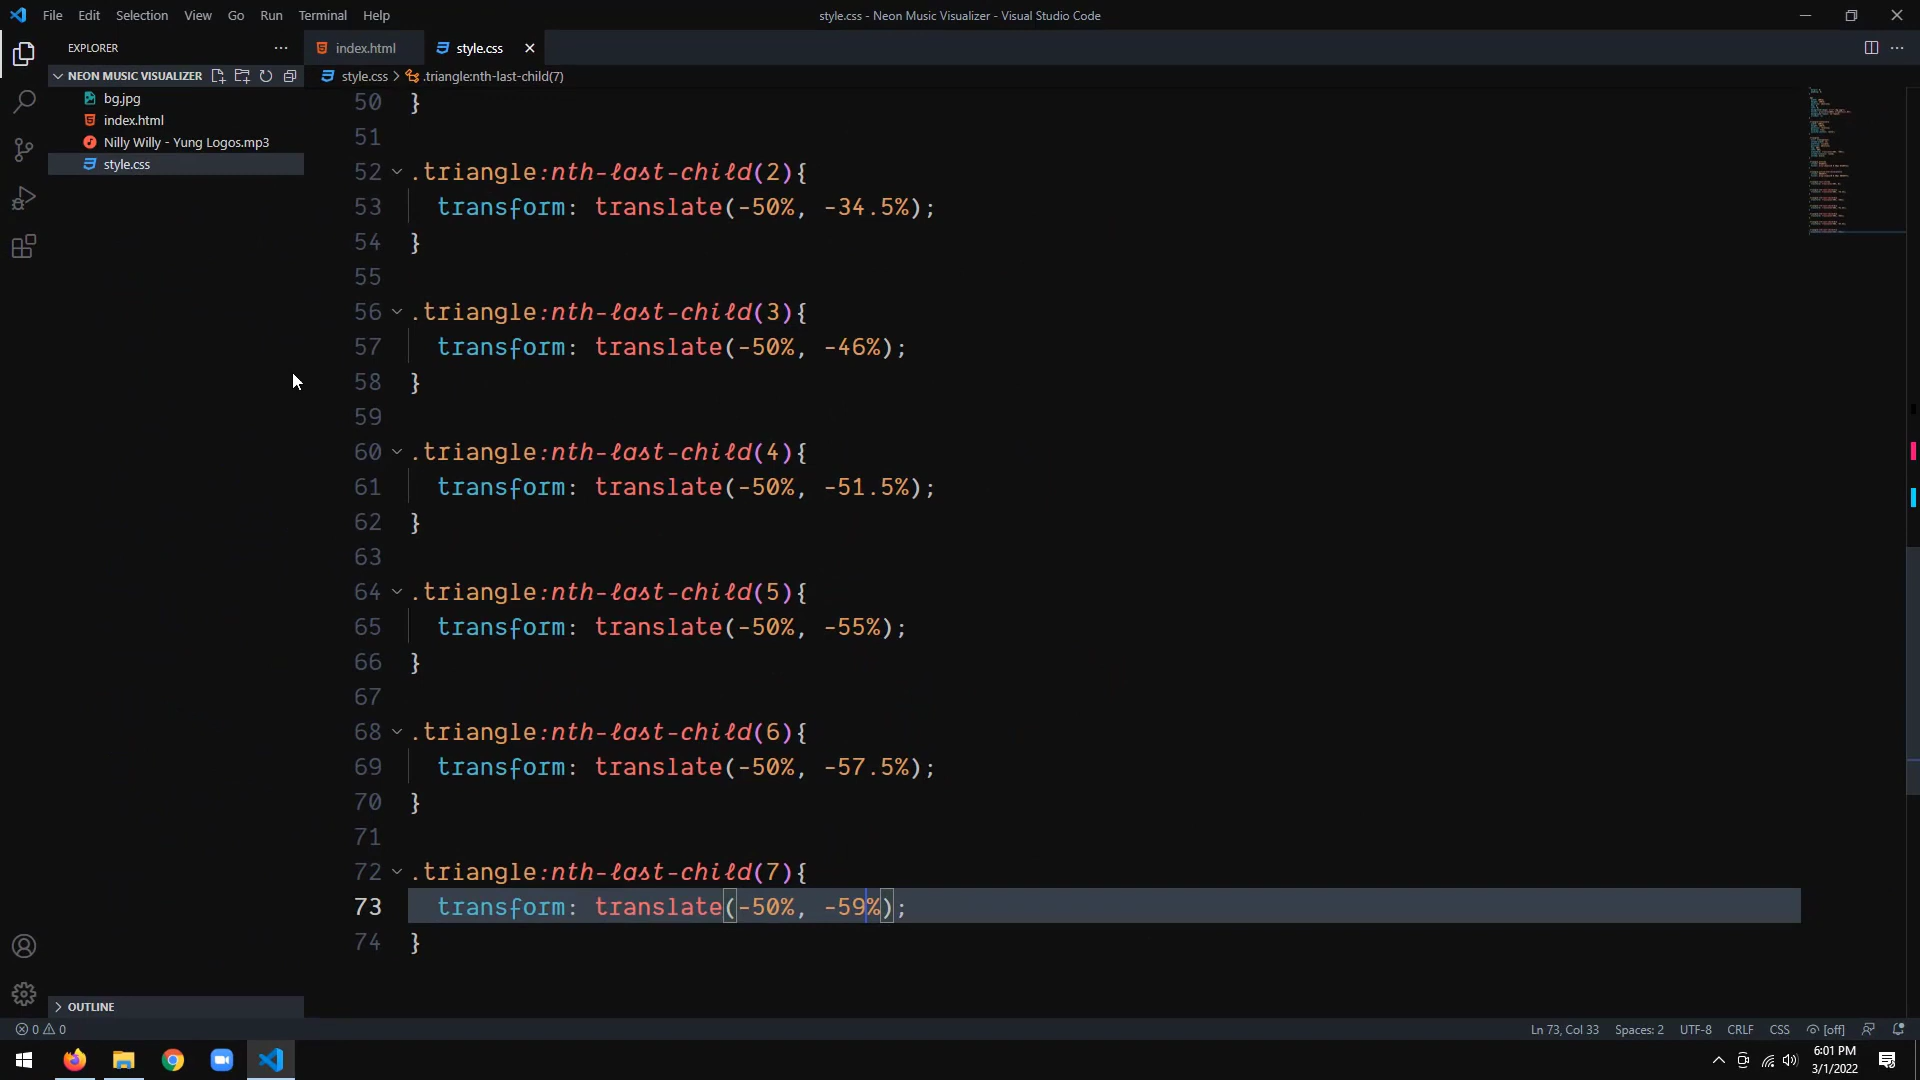 File Edit Selection View Go Run Terminal Help
style.css - Neon Music Visualizer - Visual Studio Code
EXPLORER
index.html
style.css
NEON MUSIC VISUALIZER
style.css > .triangle:nth-last-child(7)
bg.jpg
index.html
Nilly Willy - Yung Logos.mp3
style.css
50 }
51
52 .triangle:nth-last-child(2){
53 transform: translate(-50%, -34.5%);
54 }
55
56 .triangle:nth-last-child(3){
57 transform: translate(-50%, -46%);
58 }
59
60 .triangle:nth-last-child(4){
61 transform: translate(-50%, -51.5%);
62 }
63
64 .triangle:nth-last-child(5){
65 transform: translate(-50%, -55%);
66 }
67
68 .triangle:nth-last-child(6){
69 transform: translate(-50%, -57.5%);
70 }
71
72 .triangle:nth-last-child(7){
73 transform: translate(-50%, -59%);
74 }
OUTLINE
0 0
Ln 73, Col 33 Spaces: 2 UTF-8 CRLF CSS [off]
6:01 PM
3/1/2022